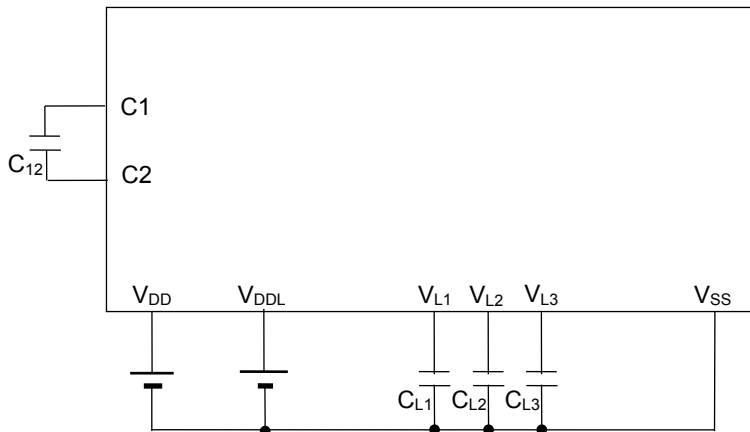 C1
C12
C2
VDD VDDL VL1 VL2 VL3 VSS
CL1 CL2 CL3